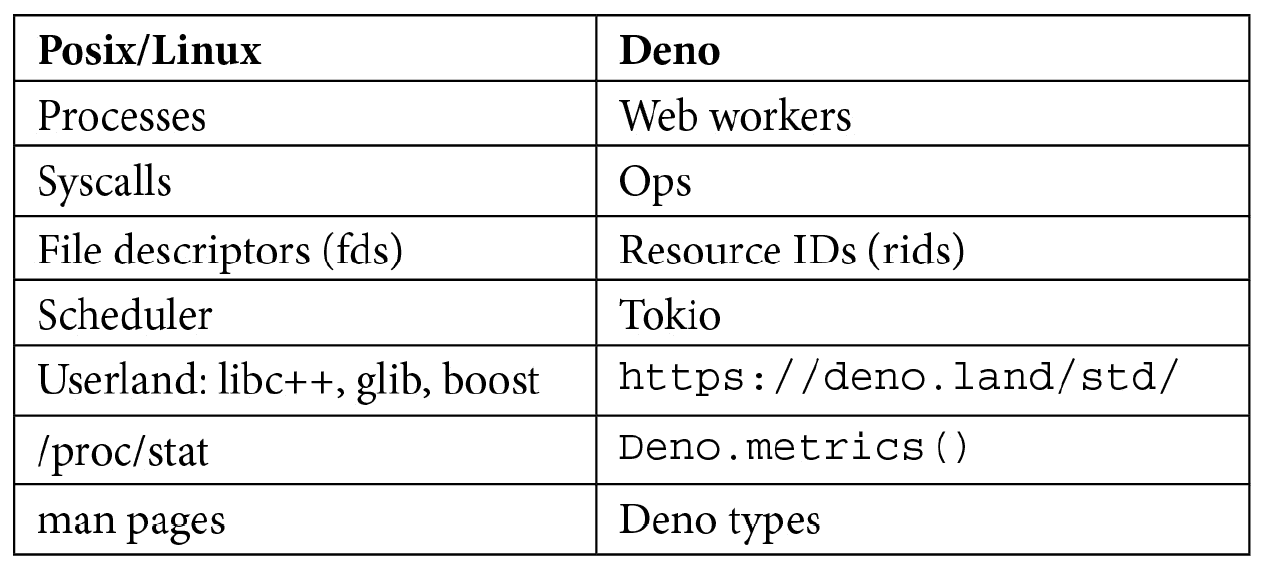 Posix/Linux Deno
Processes Web workers
Syscalls Ops
File descriptors (fds) Resource IDs (rids)
Scheduler Tokio
Userland: libc++, glib, boost https://deno.land/std/
/proc/stat Deno.metrics()
man pages Deno types